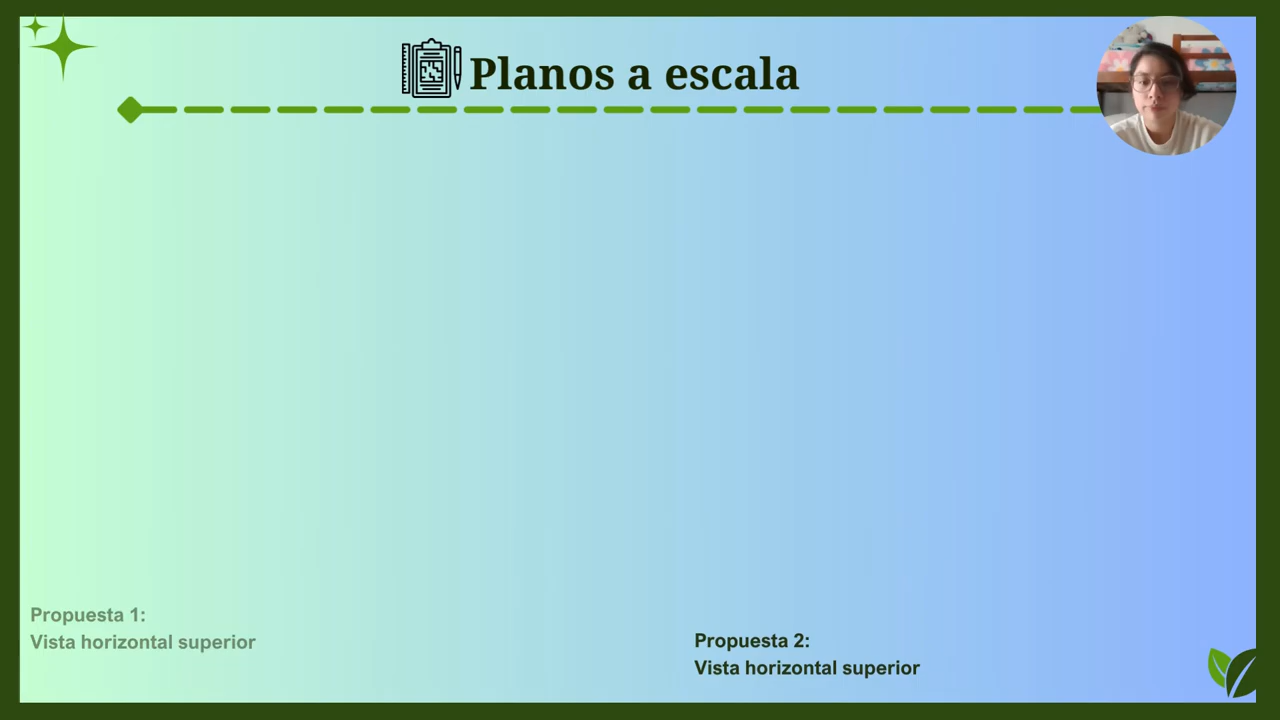 Planos a escala
Propuesta 1:
Vista horizontal superior
Propuesta 2:
Vista horizontal superior